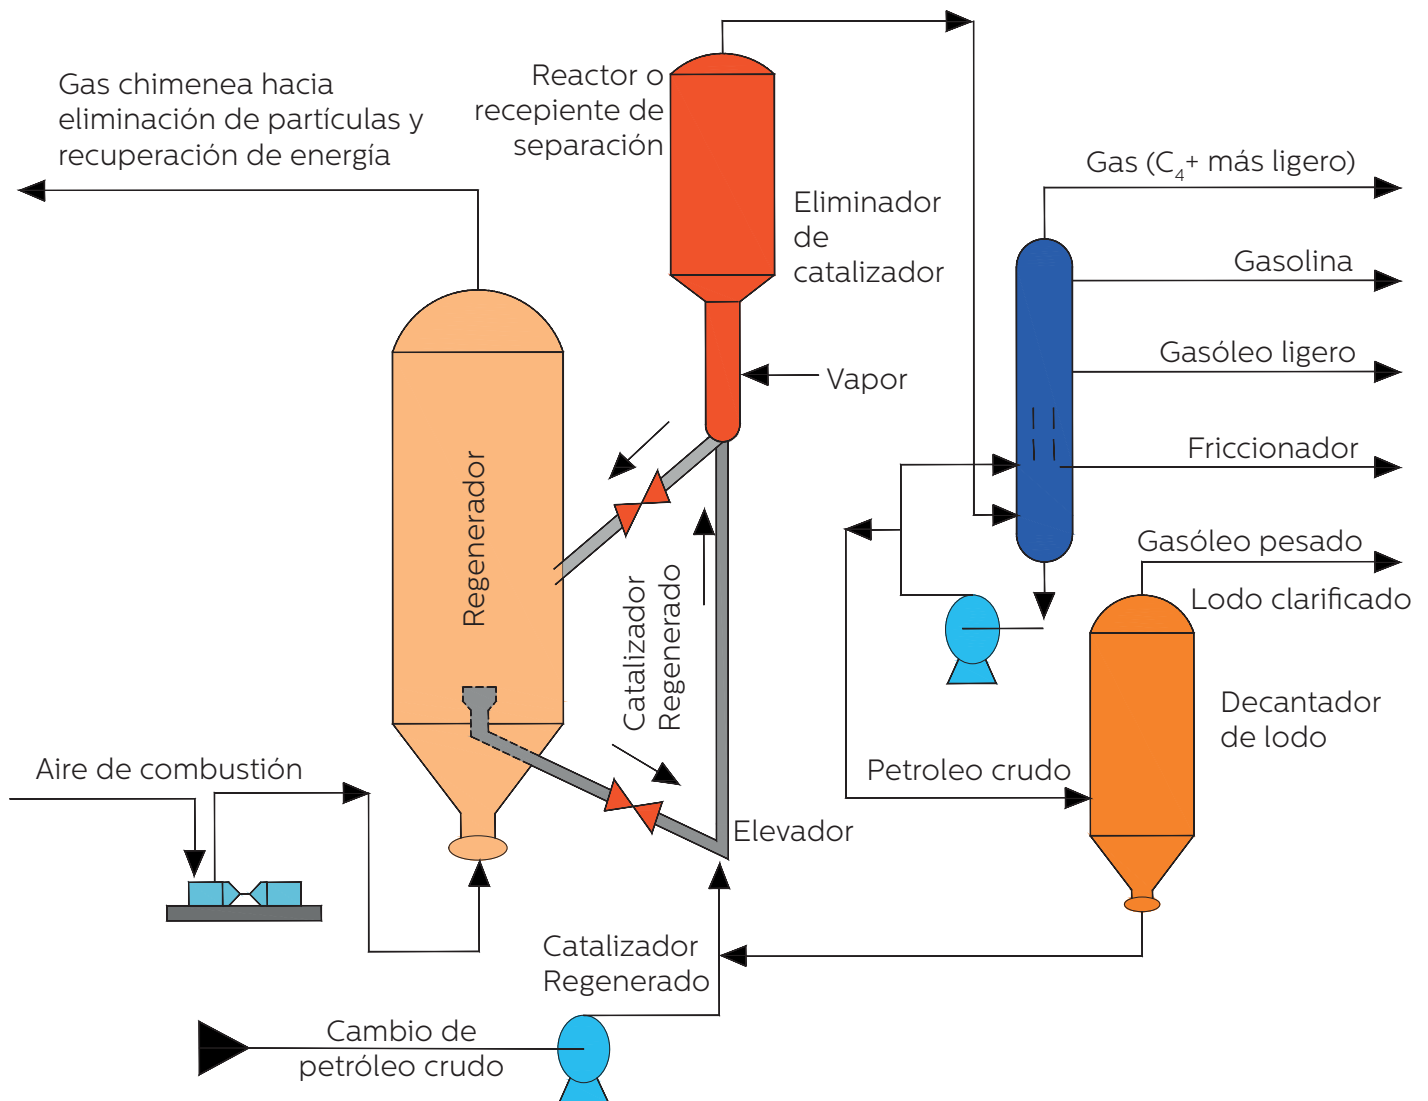 Gas chimenea hacia
eliminación de partículas y
recuperación de energía
Reactor o
recepiente de
separación
Eliminador
de
catalizador
Vapor
Gas (C4+ más ligero)
Gasolina
Gasóleo ligero
Friccionador
Gasóleo pesado
Lodo clarificado
Decantador
de lodo
Petroleo crudo
Regenerador
Catalizador
Regenerado
Elevador
Aire de combustión
Catalizador
Regenerado
Cambio de
petróleo crudo